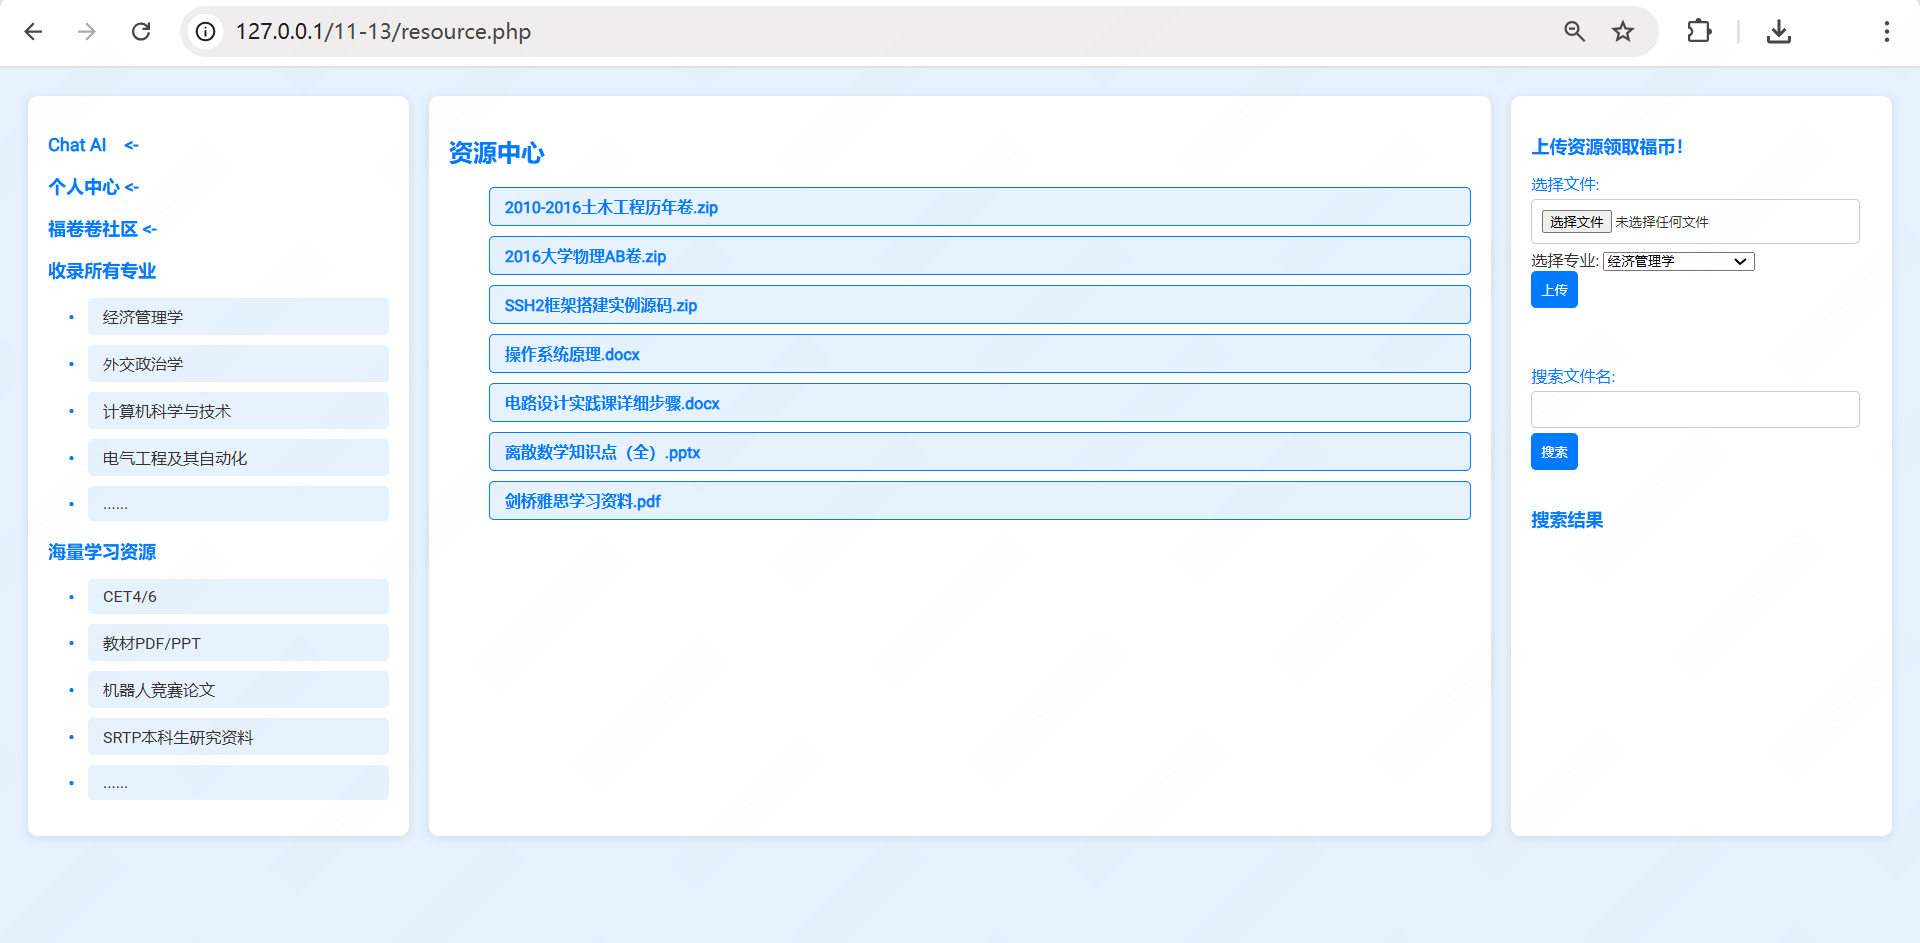 127.0.0.1/11-13/resource.php
Chat AI <-
个人中心 <-
福卷卷社区 <-
收录所有专业
经济管理学
外交政治学
计算机科学与技术
电气工程及其自动化
......
海量学习资源
CET4/6
教材PDF/PPT
机器人竞赛论文
SRTP本科生研究资料
......
资源中心
2010-2016土木工程历年卷.zip
2016大学物理AB卷.zip
SSH2框架搭建实例源码.zip
操作系统原理.docx
电路设计实践课详细步骤.docx
离散数学知识点（全）.pptx
剑桥雅思学习资料.pdf
上传资源领取福币！
选择文件:
选择文件 未选择任何文件
选择专业: 经济管理学
上传
搜索文件名:
搜索
搜索结果